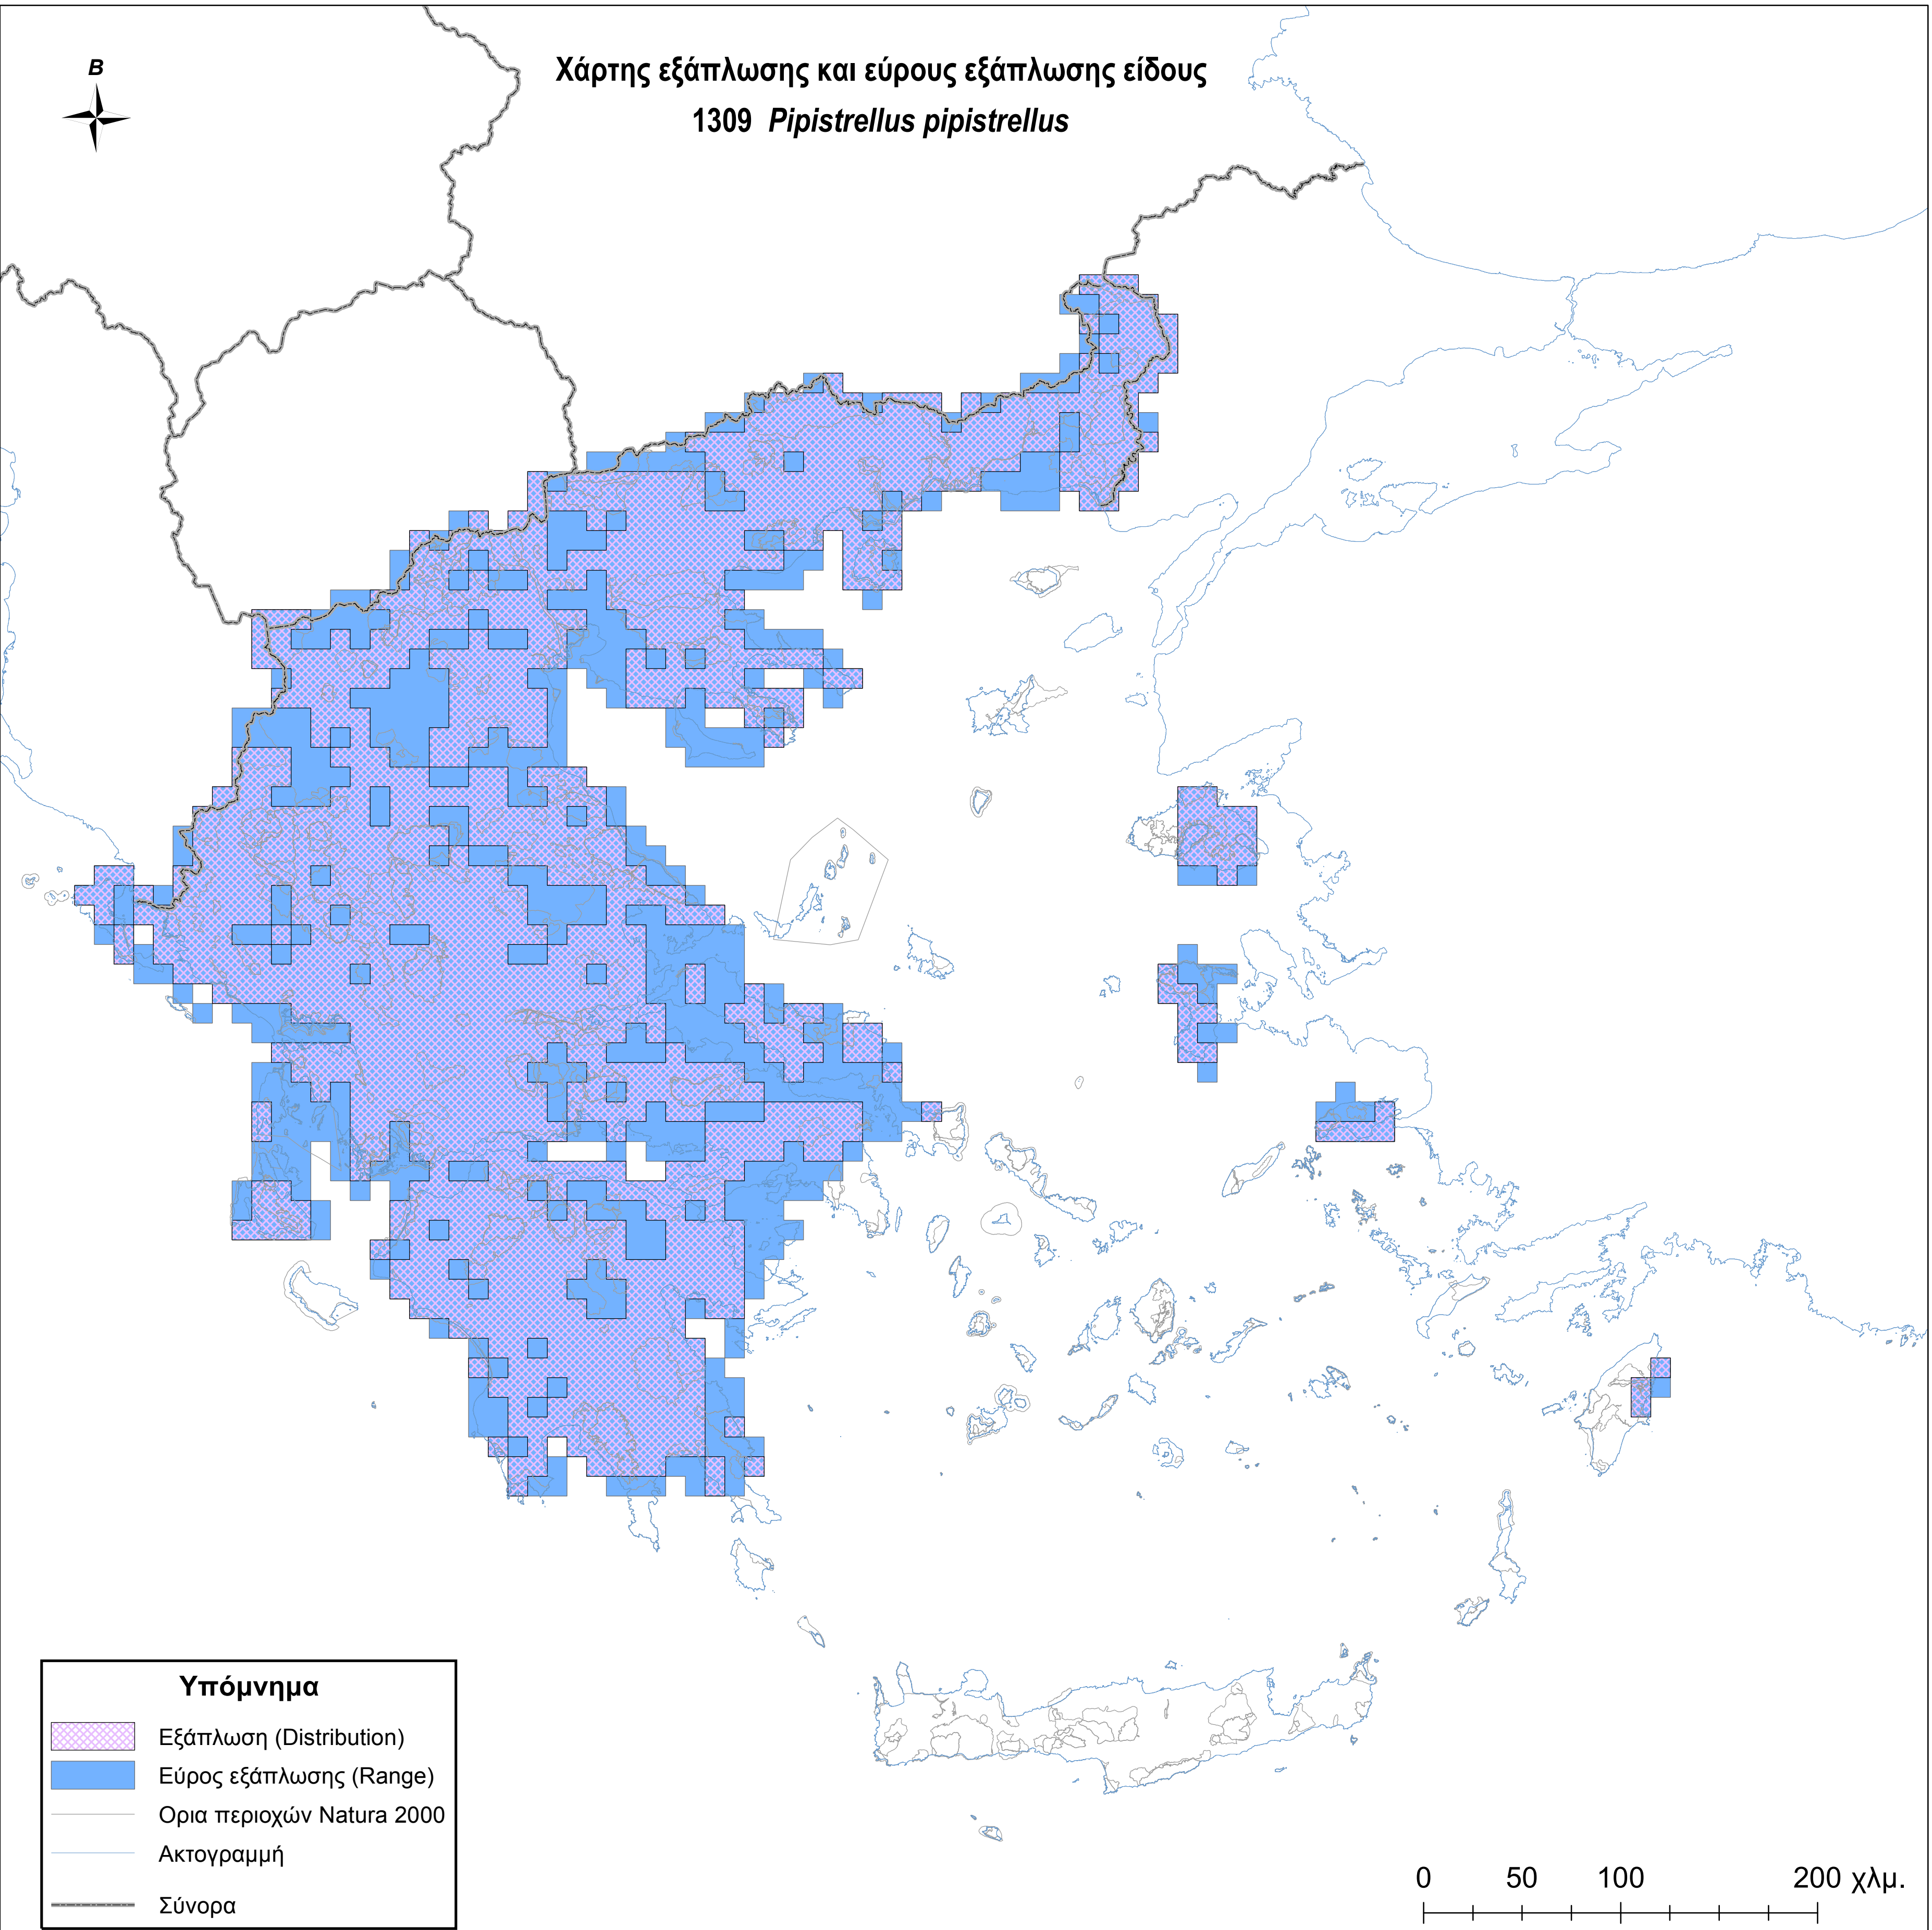 B
Χάρτης εξάπλωσης και εύρους εξάπλωσης είδους
1309 Pipistrellus pipistrellus
Υπόμνημα
Εξάπλωση (Distribution)
Εύρος εξάπλωσης (Range)
Ορια περιοχών Natura 2000
Ακτογραμμή
Σύνορα
0 50 100 200 χλμ.